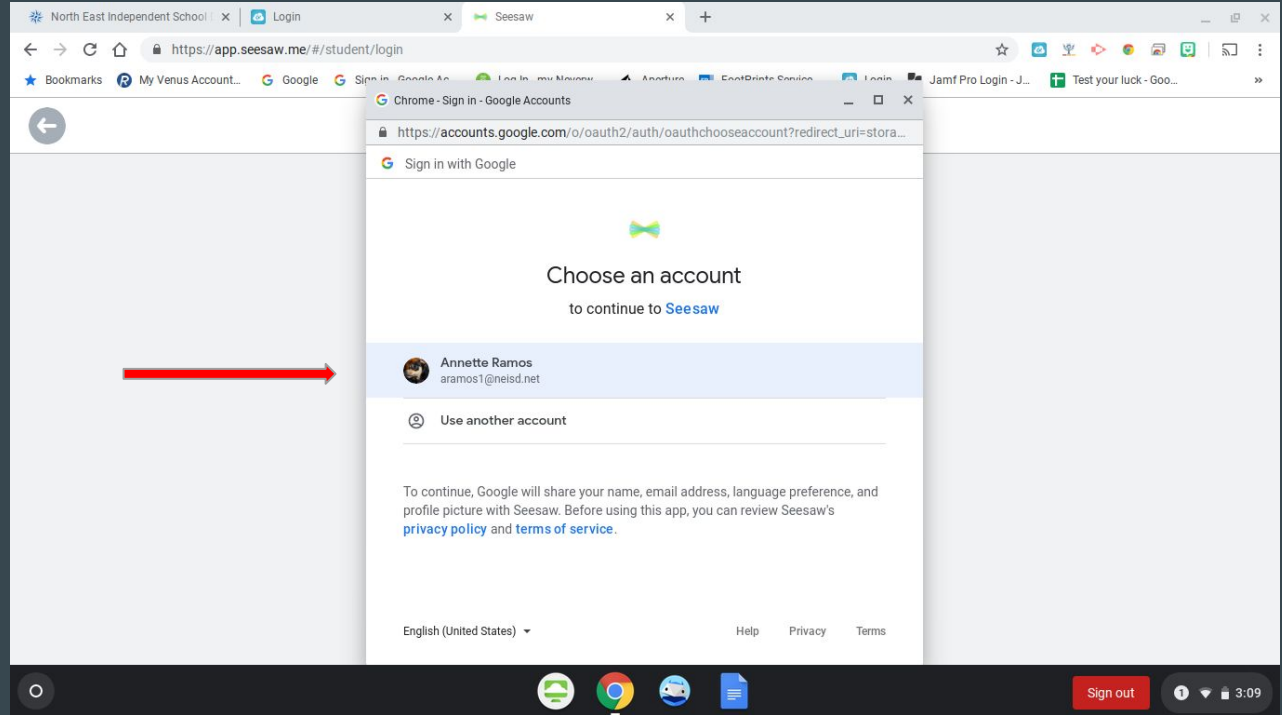 North East Independent School
Login
Seesaw
https://app.seesaw.me/#/student/login
Bookmarks
My Venus Account...
Google
Jamf Pro Login - J...
Test your luck - Goo...
»
Chrome - Sign in - Google Accounts
https://accounts.google.com/o/oauth2/auth/oauthchooseaccount?redirect_uri=stora...
Sign in with Google
Choose an account
to continue to Seesaw
Annette Ramos
aramos1@neisd.net
Use another account
To continue, Google will share your name, email address, language preference, and
profile picture with Seesaw. Before using this app, you can review Seesaw's
privacy policy and terms of service.
English (United States)
Help Privacy Terms
Sign out
1
3:09